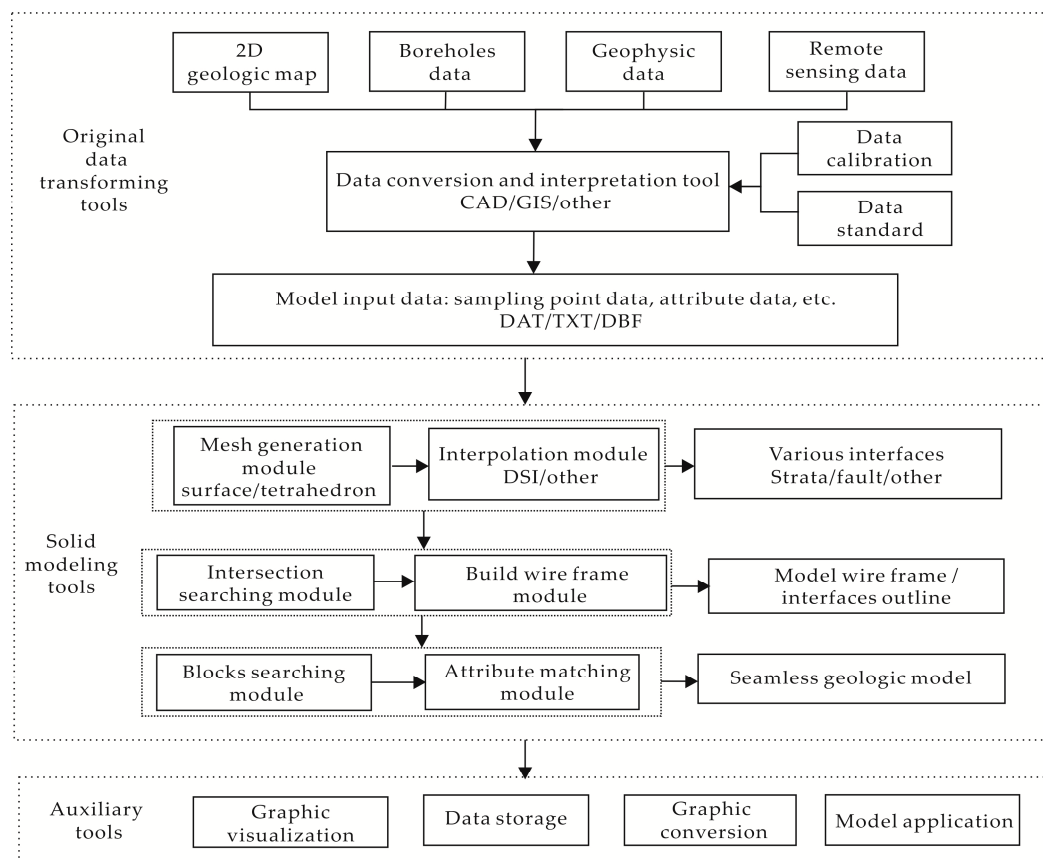 2D
geologic map
Boreholes
data
Geophysic
data
Remote
sensing data
Original
data
transforming
tools
Data conversion and interpretation tool
CAD/GIS/other
Data
calibration
Data
standard
Model input data: sampling point data, attribute data, etc.
DAT/TXT/DBF
Solid
modeling
tools
Mesh generation
module
surface/tetrahedron
Interpolation module
DSI/other
Various interfaces
Strata/fault/other
Intersection
searching module
Build wire frame
module
Model wire frame /
interfaces outline
Blocks searching
module
Attribute matching
module
Seamless geologic model
Auxiliary
tools
Graphic
visualization
Data storage
Graphic
conversion
Model application